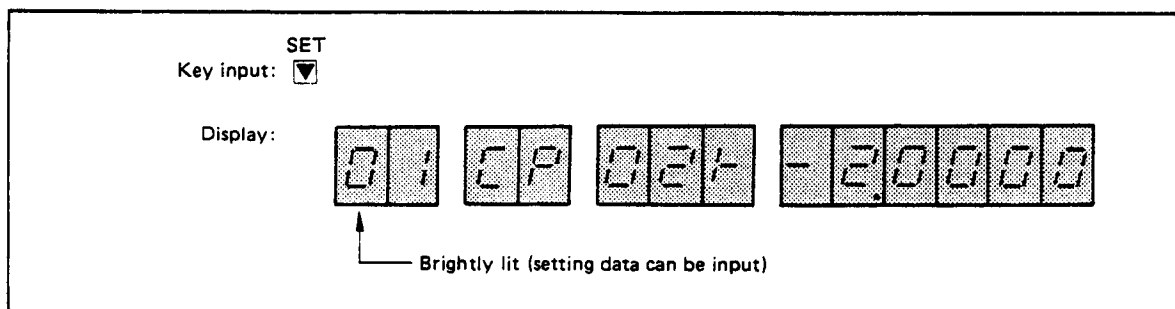 SET
Key input: ▼
Display: 01 CP 02⊦ -2.0000
Brightly lit (setting data can be input)